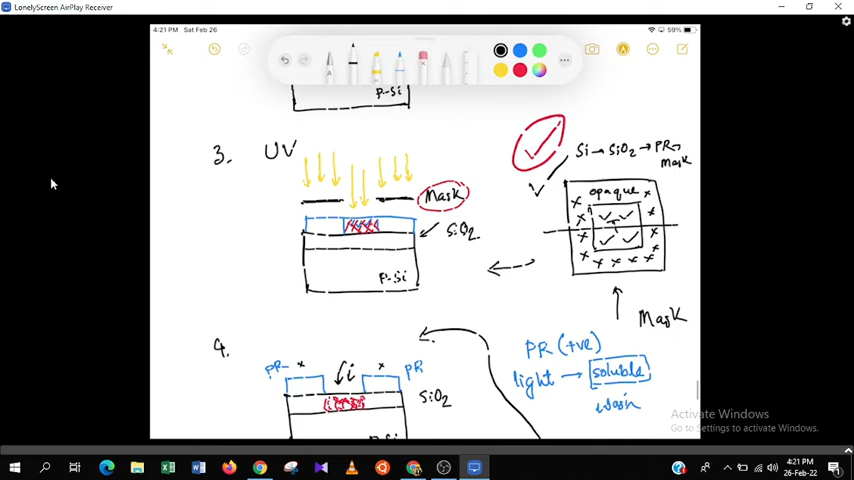 LonelyScreen AirPlay Receiver
4:21 PM Sat Feb 26
59%
A
P-Si
3. UV
Mask
SiO2
P-Si
Si → SiO2 → PR →
Mask
opaque
Mask
4.
PR
i
PR
SiO2
PR (+ve)
light → soluble
wash
Activate Windows
Go to Settings to activate Windows.
4:21 PM
26-Feb-22